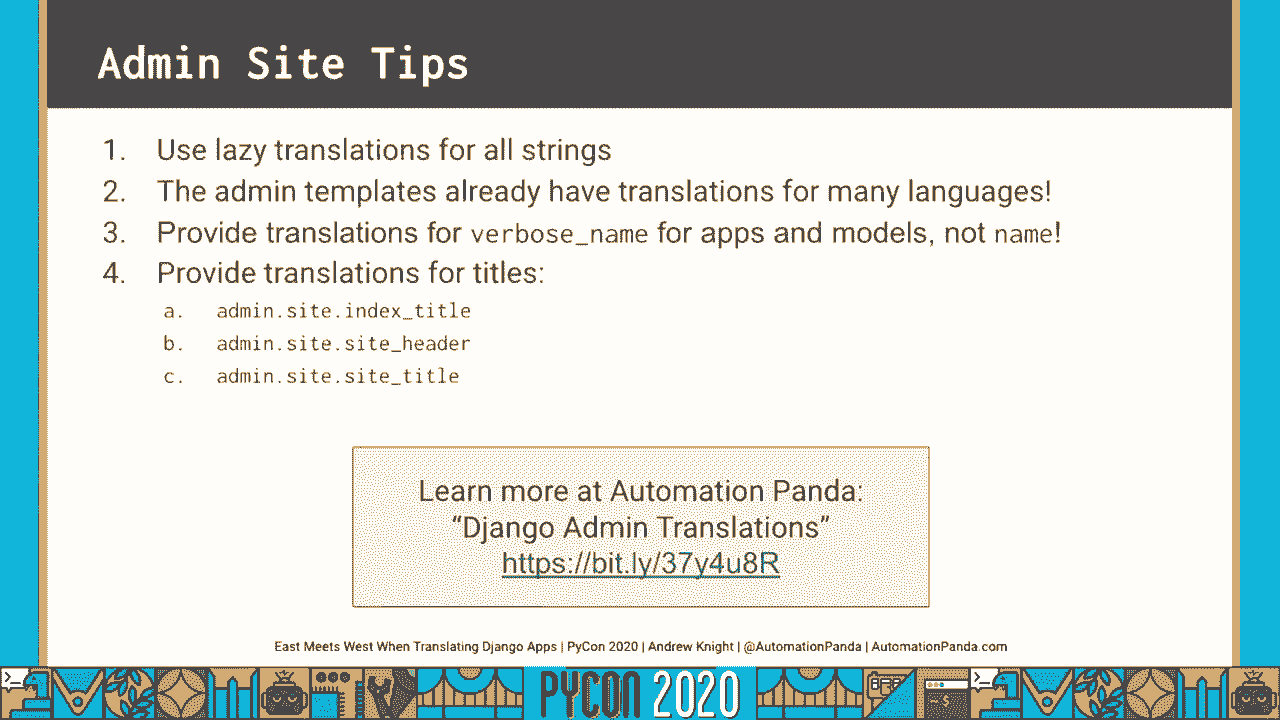 Admin Site Tips
1. Use lazy translations for all strings
2. The admin templates already have translations for many languages!
3. Provide translations for verbose_name for apps and models, not name!
4. Provide translations for titles:
a. admin.site.index_title
b. admin.site.site_header
c. admin.site.site_title
Learn more at Automation Panda:
“Django Admin Translations”
https://bit.ly/37y4u8R
East Meets West When Translating Django Apps | PyCon 2020 | Andrew Knight | @AutomationPanda | AutomationPanda.com
PYCON 2020